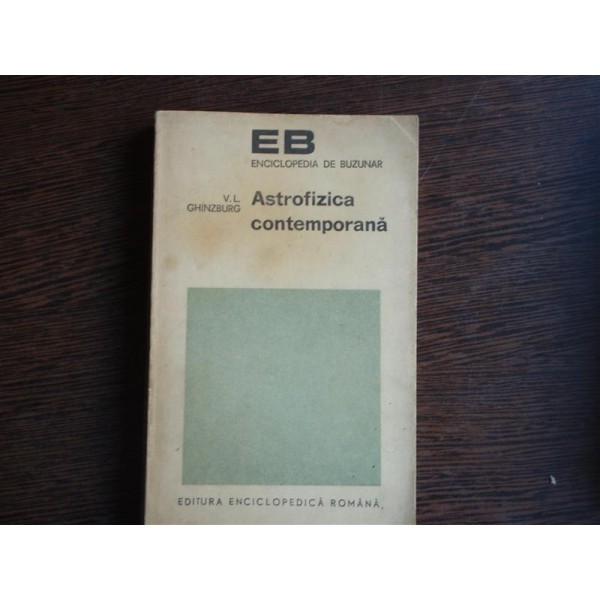 EB
ENCICLOPEDIA DE BUZUNAR
V. L.
GHINZBURG
Astrofizica
contemporană
EDITURA ENCICLOPEDICĂ ROMÂNĂ,